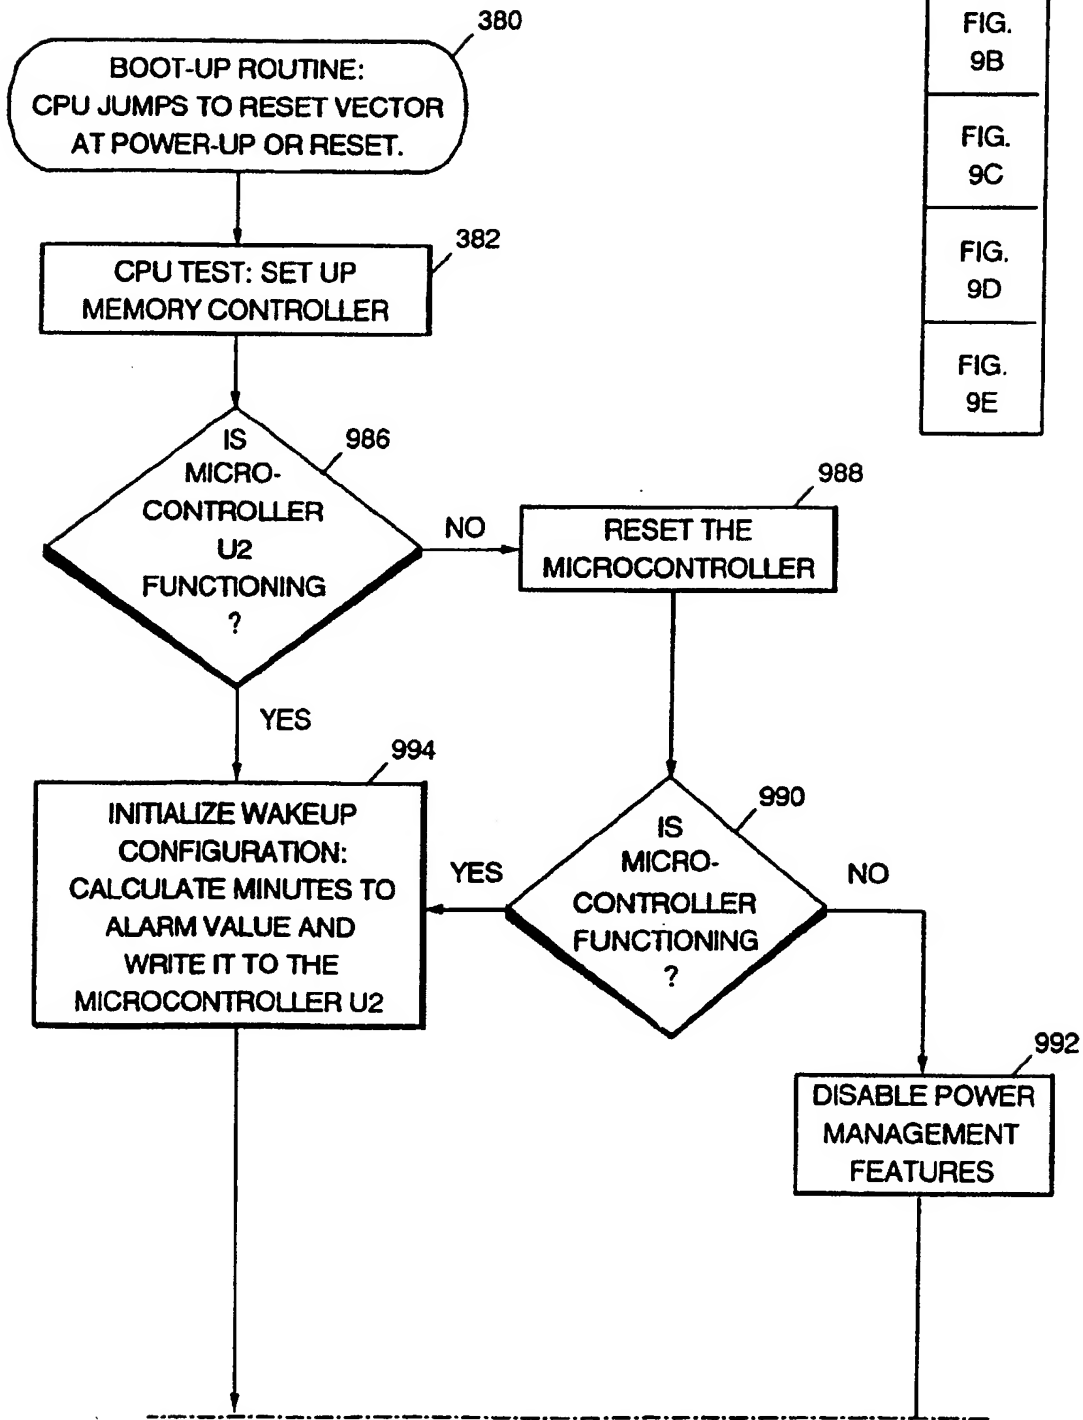 380
BOOT-UP ROUTINE:
CPU JUMPS TO RESET VECTOR
AT POWER-UP OR RESET.
382
CPU TEST: SET UP
MEMORY CONTROLLER
986
IS
MICRO-
CONTROLLER
U2
FUNCTIONING
?
NO
988
RESET THE
MICROCONTROLLER
YES
994
INITIALIZE WAKEUP
CONFIGURATION:
CALCULATE MINUTES TO
ALARM VALUE AND
WRITE IT TO THE
MICROCONTROLLER U2
YES
990
IS
MICRO-
CONTROLLER
FUNCTIONING
?
NO
992
DISABLE POWER
MANAGEMENT
FEATURES
FIG.
9B
FIG.
9C
FIG.
9D
FIG.
9E